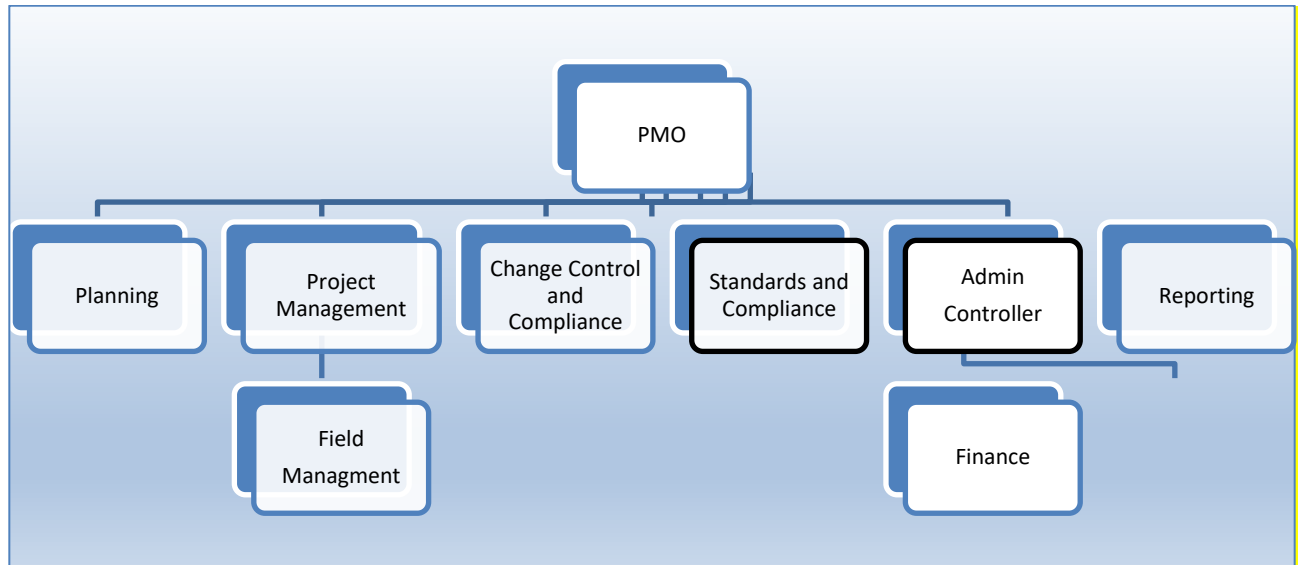 PMO
Planning
Project
Management
Change Control
and
Compliance
Standards and
Compliance
Admin
Controller
Reporting
Field
Managment
Finance